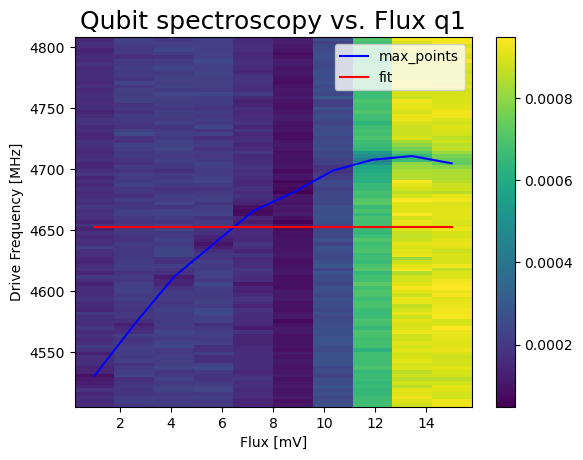 Qubit spectroscopy vs. Flux q1
max_points
fit
Drive Frequency [MHz]
4800
4750
4700
4650
4600
4550
2 4 6 8 10 12 14
Flux [mV]
0.0008
0.0006
0.0004
0.0002